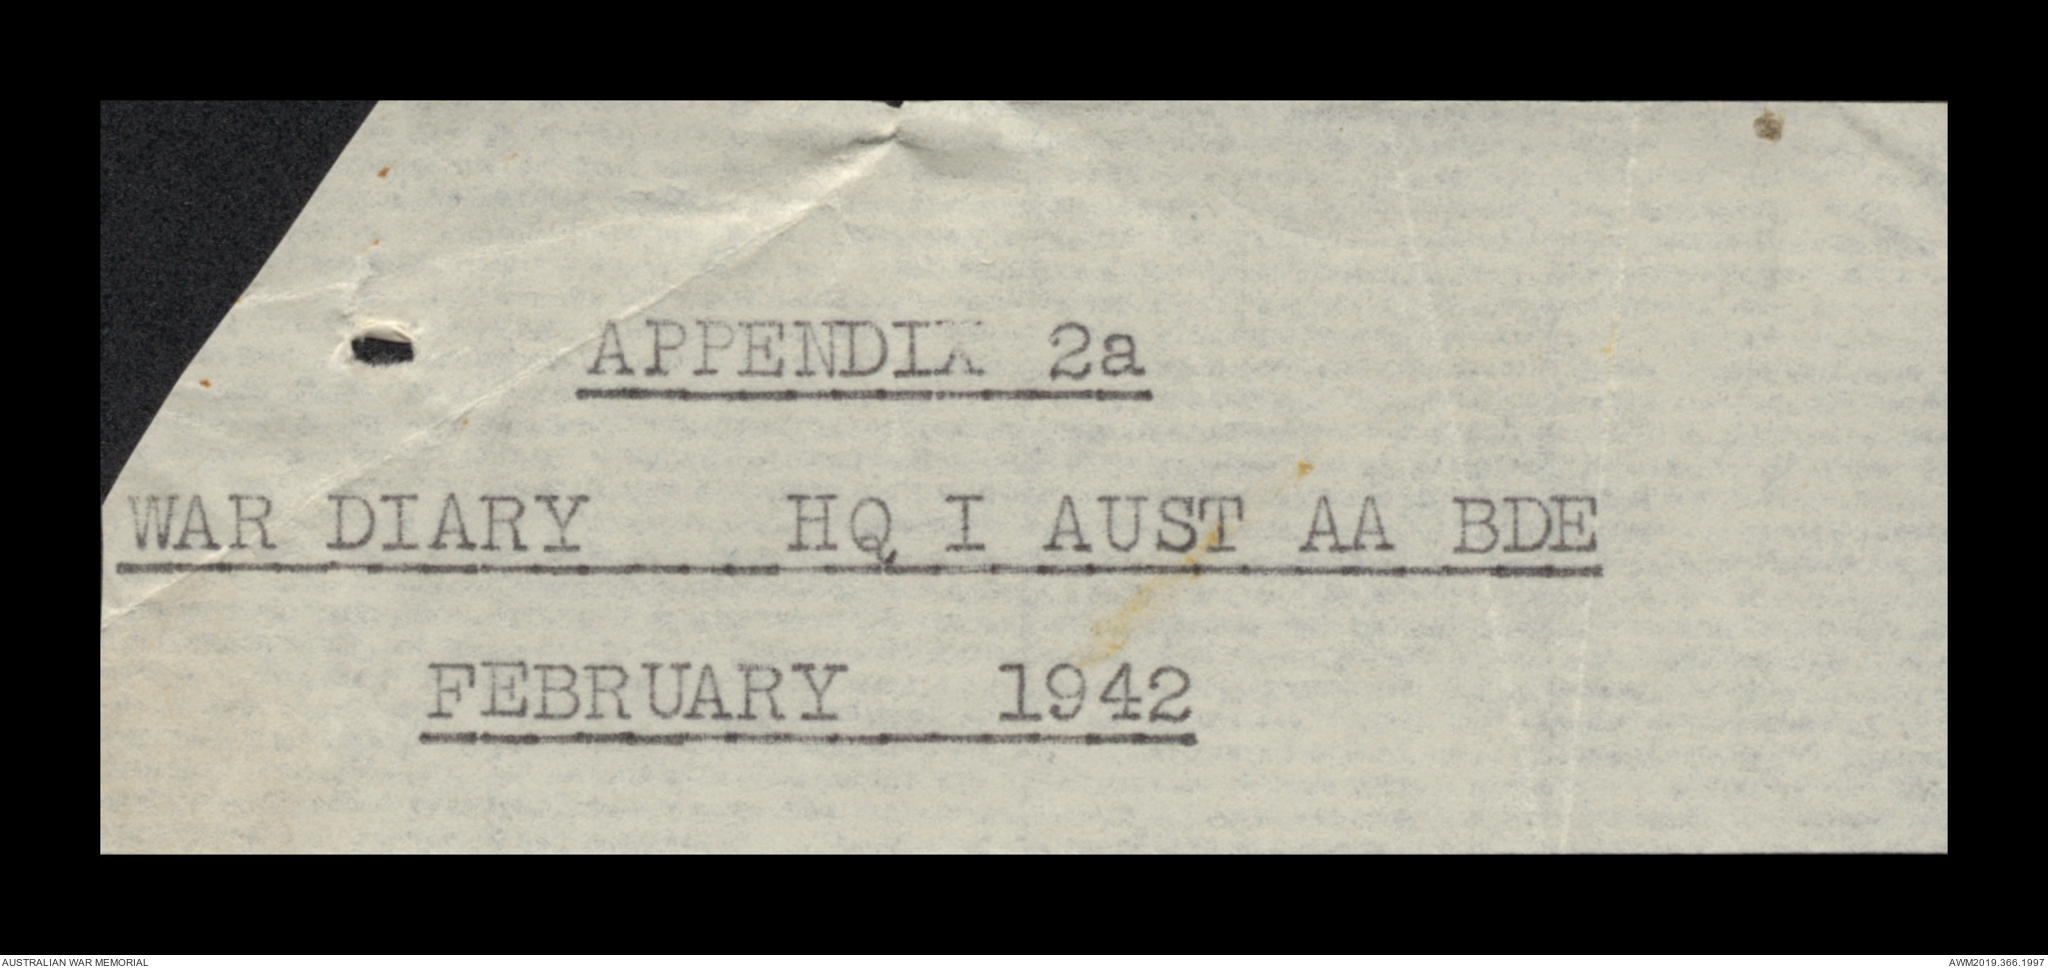 APPENDIX 2a
WAR DIARY HQ I AUST AA BDE
FEBRUARY 1942
AUSTRALIAN WAR MEMORIAL
AWM2019.366.1997